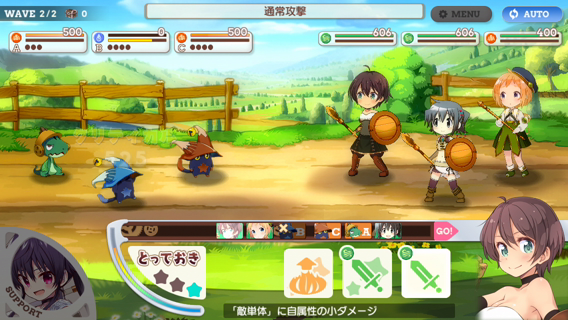 WAVE 2/2 0
通常攻撃
MENU
AUTO
500 0 500 606 606 400
A B C
B C A GO!
とっておき
SUPPORT
「敵単体」に自属性の小ダメージ